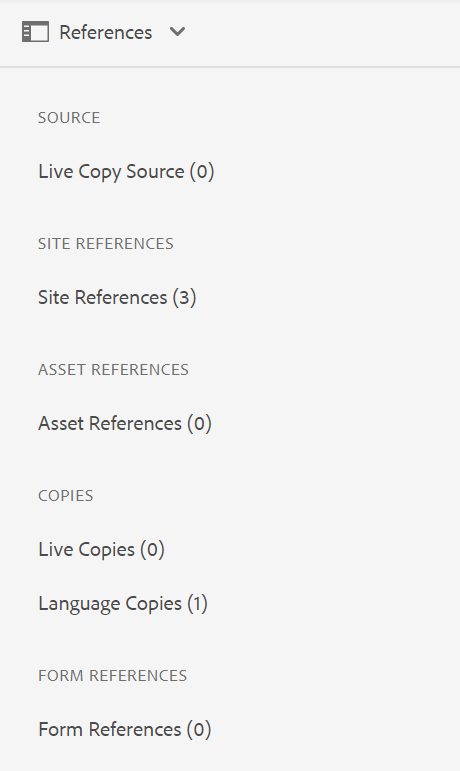 References
SOURCE
Live Copy Source (0)
SITE REFERENCES
Site References (3)
ASSET REFERENCES
Asset References (0)
COPIES
Live Copies (0)
Language Copies (1)
FORM REFERENCES
Form References (0)